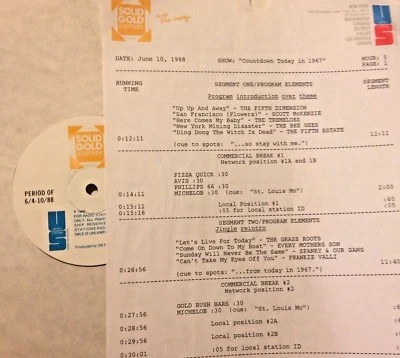 SOLID
GOLD
DATE: June 10, 1988 SHOW: "Countdown Today in 1967"
HOUR: 5
PAGE: 1
RUNNING
TIME
SEGMENT ONE/PROGRAM ELEMENTS
SEGMENT
LENGTH
Program introduction over theme
"Up Up And Away" - THE FIFTH DIMENSION
"San Francisco (Flowers)" - SCOTT McKENZIE
"Here Comes My Baby" - THE TREMELOES
"New York Mining Disaster" - THE BEE GEES
"Ding Dong The Witch Is Dead" - THE FIFTH ESTATE
0:12:11 (cue to spots: "...so stay with me.") 12:11
COMMERCIAL BREAK #1
Network position #1A and 1B
PIZZA QUICK :30
AVIS :30
PHILLIPS 66 :30
0:14:11 MICHELOB :30 (cue: "St. Louis Mo") 2:00
0:15:11 Local Position #1
0:15:16 :05 for local station ID
SEGMENT TWO/PROGRAM ELEMENTS
Jingle reintro
"Let's Live For Today" - THE GRASS ROOTS
"Come On Down To My Boat" - EVERY MOTHERS SON
"Sunday Will Never Be The Same" - SPANKY & OUR GANG
"Can't Take My Eyes Off You" - FRANKIE VALLI
0:26:56 (cue to spots: "...from today in 1967.")
COMMERCIAL BREAK #2
Network position #2
GOLD RUSH BARS :30
0:27:56 MICHELOB :30 (cue: "St. Louis Mo")
0:28:56 Local position #2A
0:29:56 Local position #2B
0:30:01 :05 for local station ID
SOLID
GOLD
PERIOD OF
6/4-10/88
US